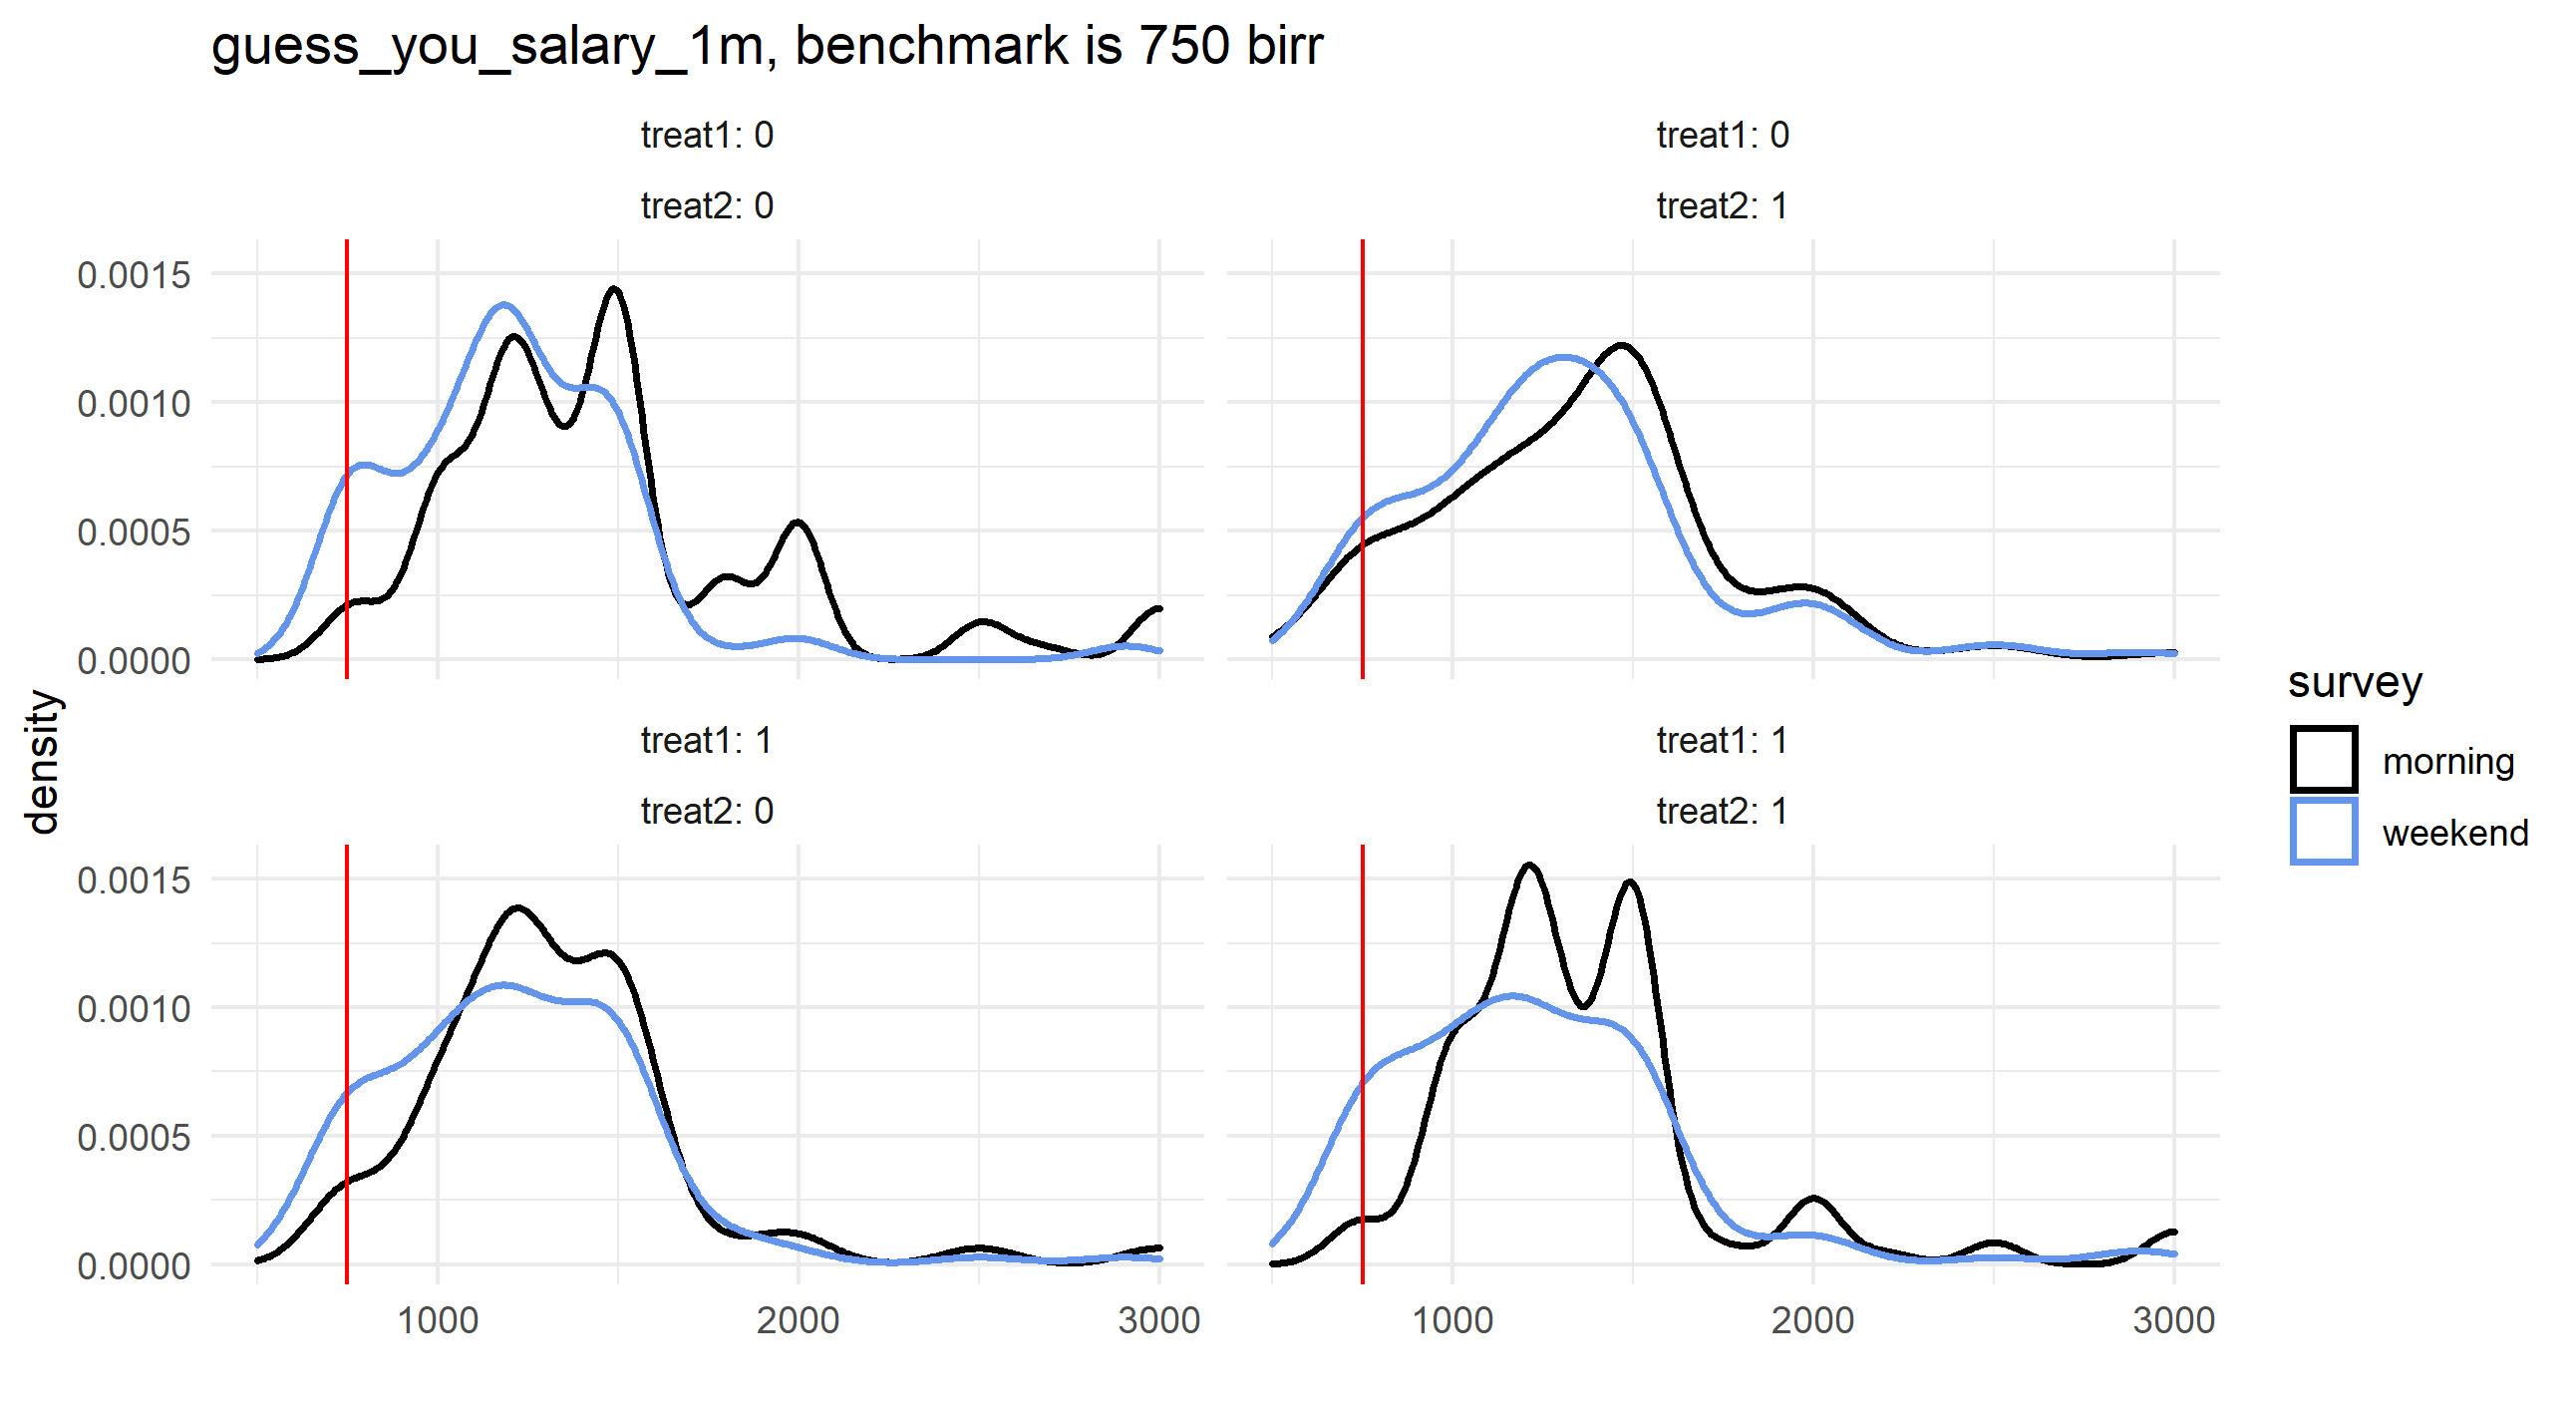 guess_you_salary_1m, benchmark is 750 birr
treat1: 0
treat2: 0
treat1: 0
treat2: 1
0.0015
0.0010
0.0005
0.0000
treat1: 1
treat2: 0
treat1: 1
treat2: 1
0.0015
0.0010
0.0005
0.0000
density
1000 2000 3000
1000 2000 3000
survey
morning
weekend